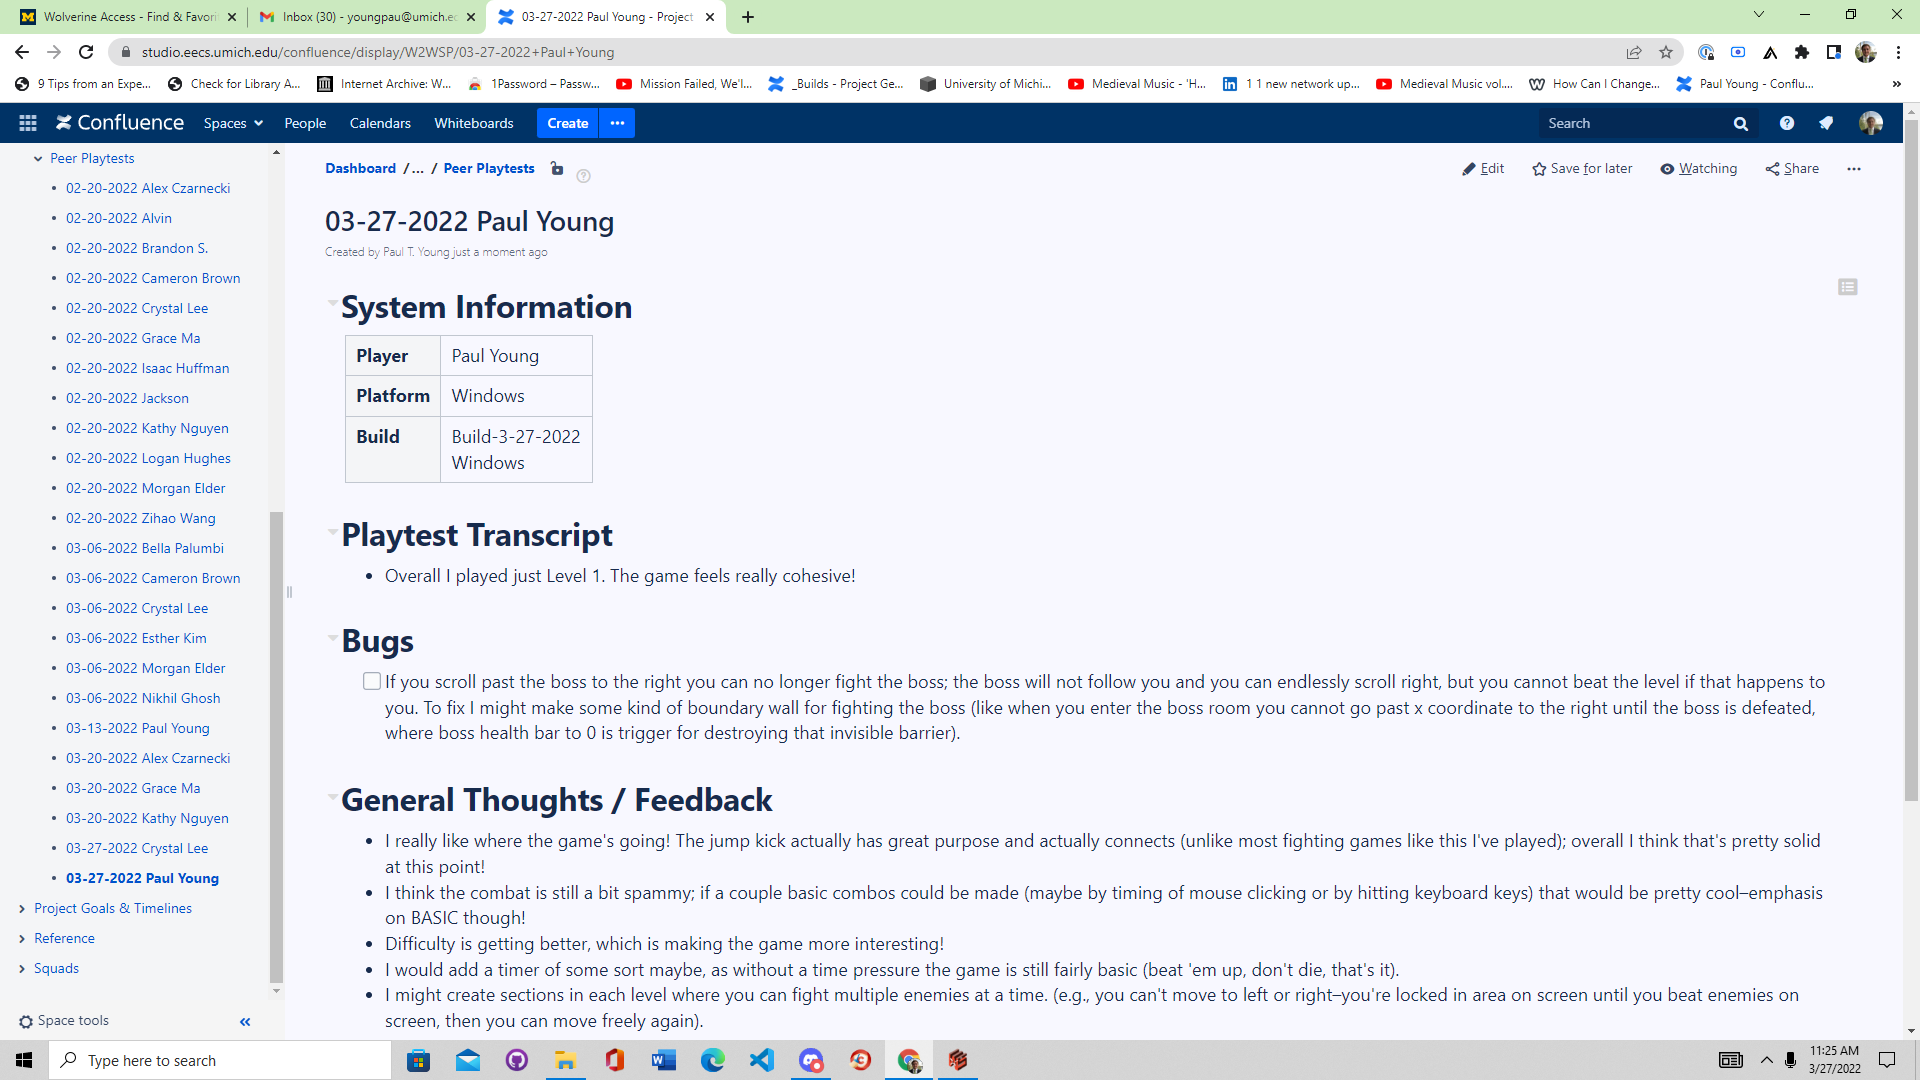 Wolverine Access - Find & Favori
Inbox (30) - youngpau@umich.ec
03-27-2022 Paul Young - Project
studio.eecs.umich.edu/confluence/display/W2WSP/03-27-2022+Paul+Young
9 Tips from an Expe...
Check for Library A...
Internet Archive: W...
1Password – Passw...
Mission Failed, We'l...
_Builds - Project Ge...
University of Michi...
Medieval Music - 'H...
1 1 new network up...
Medieval Music vol....
How Can I Change...
Paul Young - Conflu...
»
Confluence
Spaces
People
Calendars
Whiteboards
Create
Search
Peer Playtests
02-20-2022 Alex Czarnecki
02-20-2022 Alvin
02-20-2022 Brandon S.
02-20-2022 Cameron Brown
02-20-2022 Crystal Lee
02-20-2022 Grace Ma
02-20-2022 Isaac Huffman
02-20-2022 Jackson
02-20-2022 Kathy Nguyen
02-20-2022 Logan Hughes
02-20-2022 Morgan Elder
02-20-2022 Zihao Wang
03-06-2022 Bella Palumbi
03-06-2022 Cameron Brown
03-06-2022 Crystal Lee
03-06-2022 Esther Kim
03-06-2022 Morgan Elder
03-06-2022 Nikhil Ghosh
03-13-2022 Paul Young
03-20-2022 Alex Czarnecki
03-20-2022 Grace Ma
03-20-2022 Kathy Nguyen
03-27-2022 Crystal Lee
03-27-2022 Paul Young
Project Goals & Timelines
Reference
Squads
Space tools
«
Dashboard / ... / Peer Playtests
Edit
Save for later
Watching
Share
03-27-2022 Paul Young
Created by Paul T. Young just a moment ago
System Information
Player Paul Young
Platform Windows
Build Build-3-27-2022
Windows
Playtest Transcript
• Overall I played just Level 1. The game feels really cohesive!
Bugs
If you scroll past the boss to the right you can no longer fight the boss; the boss will not follow you and you can endlessly scroll right, but you cannot beat the level if that happens to
you. To fix I might make some kind of boundary wall for fighting the boss (like when you enter the boss room you cannot go past x coordinate to the right until the boss is defeated,
where boss health bar to 0 is trigger for destroying that invisible barrier).
General Thoughts / Feedback
• I really like where the game's going! The jump kick actually has great purpose and actually connects (unlike most fighting games like this I've played); overall I think that's pretty solid
at this point!
• I think the combat is still a bit spammy; if a couple basic combos could be made (maybe by timing of mouse clicking or by hitting keyboard keys) that would be pretty cool–emphasis
on BASIC though!
• Difficulty is getting better, which is making the game more interesting!
• I would add a timer of some sort maybe, as without a time pressure the game is still fairly basic (beat 'em up, don't die, that's it).
• I might create sections in each level where you can fight multiple enemies at a time. (e.g., you can't move to left or right–you're locked in area on screen until you beat enemies on
screen, then you can move freely again).
Type here to search
11:25 AM
3/27/2022